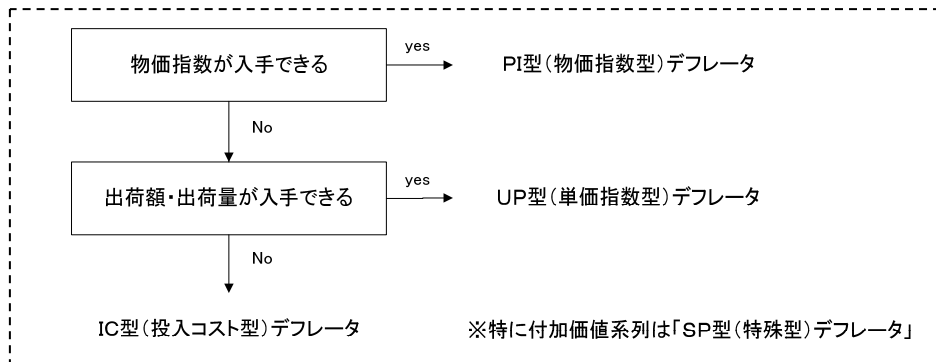 物価指数が入手できる
yes
PI型（物価指数型）デフレータ
No
出荷額・出荷量が入手できる
yes
UP型（単価指数型）デフレータ
No
IC型（投入コスト型）デフレータ
※特に付加価値系列は「SP型（特殊型）デフレータ」